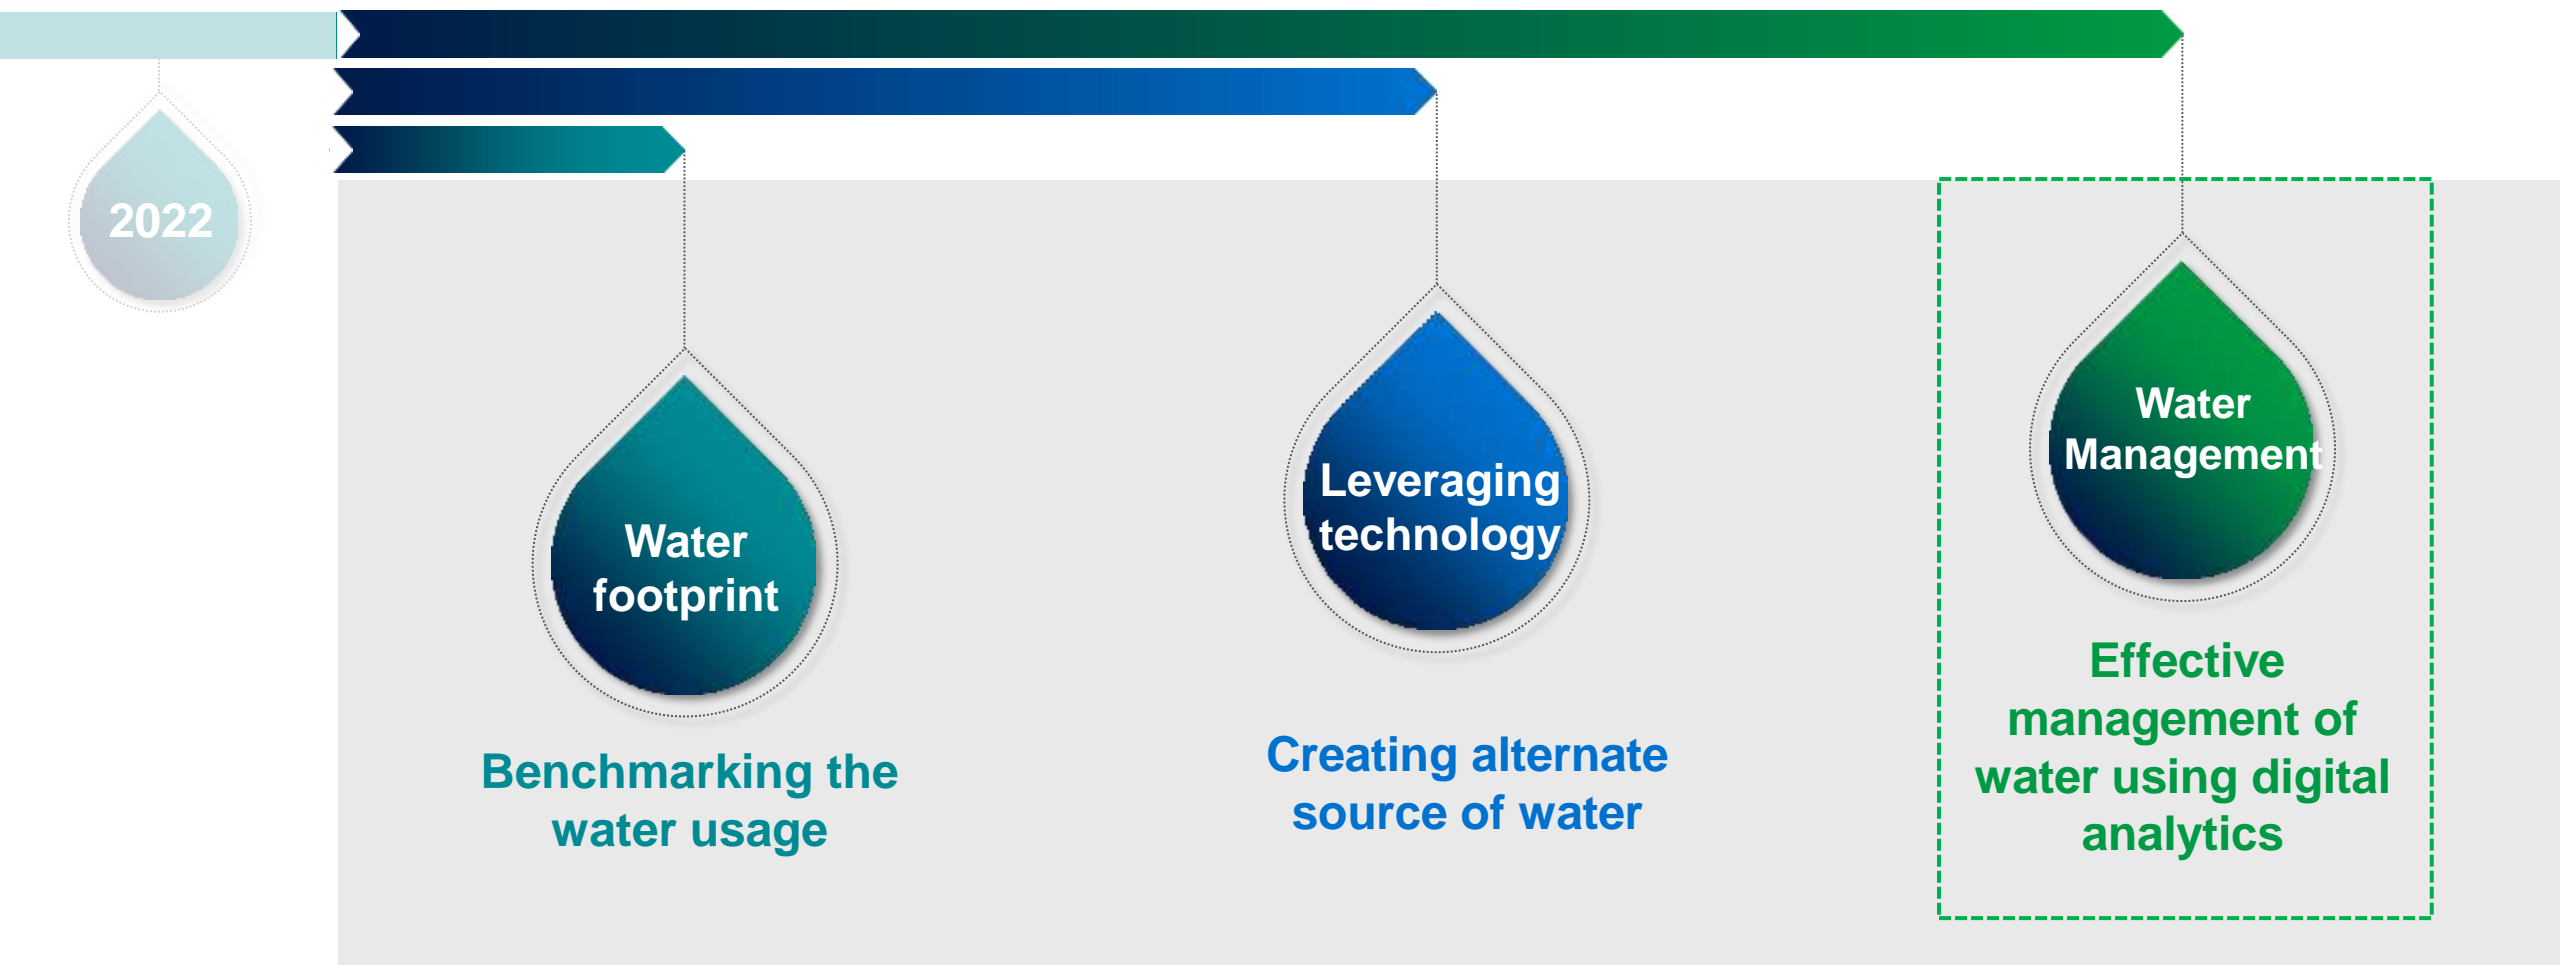 2022
Water
footprint
Benchmarking the
water usage
Leveraging
technology
Creating alternate
source of water
Water
Management
Effective
management of
water using digital
analytics